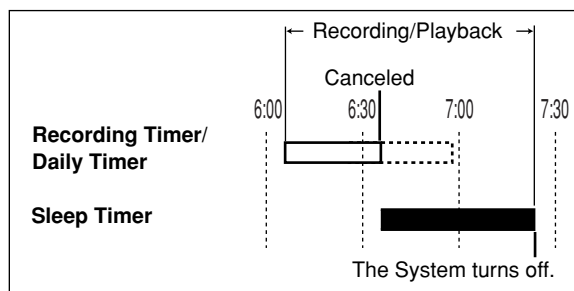 ← Recording/Playback →
Canceled
6:00 6:30 7:00 7:30
Recording Timer/
Daily Timer
Sleep Timer
The System turns off.